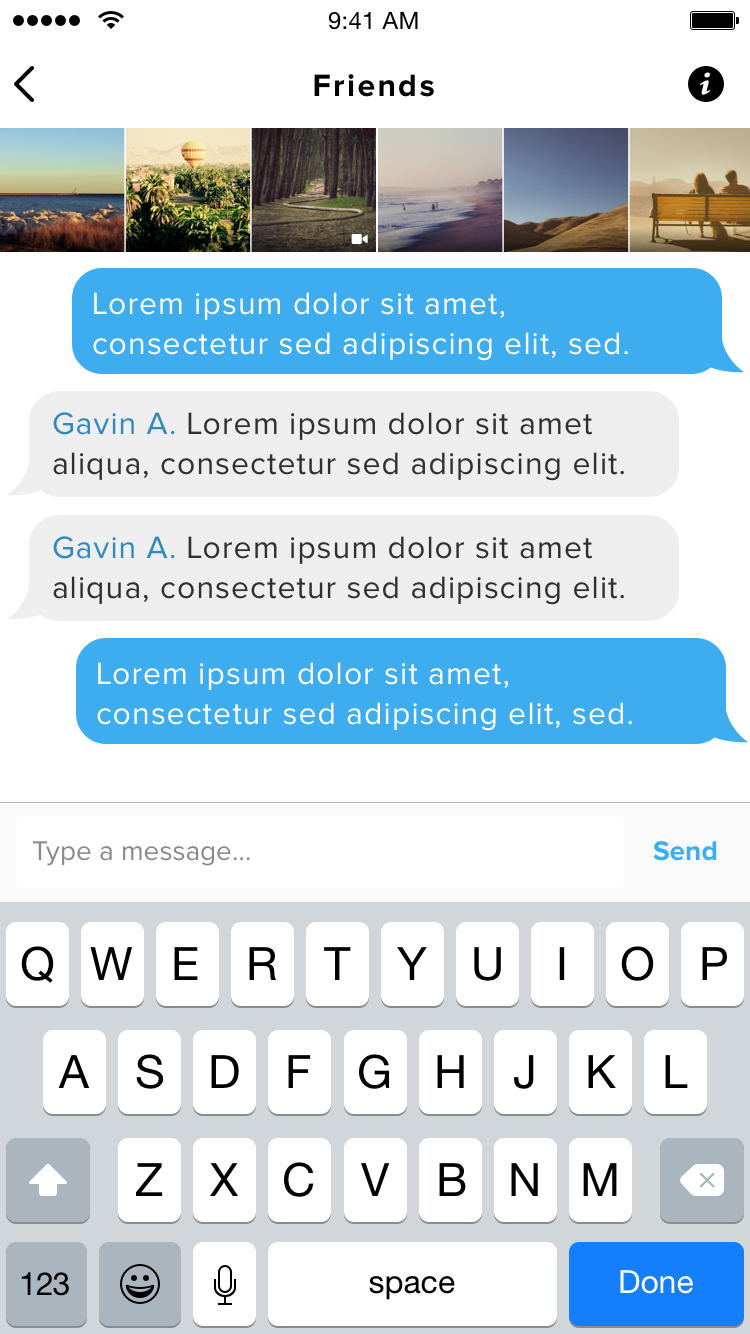 9:41 AM
Friends
Lorem ipsum dolor sit amet,
consectetur sed adipiscing elit, sed.
Gavin A. Lorem ipsum dolor sit amet
aliqua, consectetur sed adipiscing elit.
Gavin A. Lorem ipsum dolor sit amet
aliqua, consectetur sed adipiscing elit.
Lorem ipsum dolor sit amet,
consectetur sed adipiscing elit, sed.
Type a message... Send
Q W E R T Y U I O P
A S D F G H J K L
Z X C V B N M
123 space Done